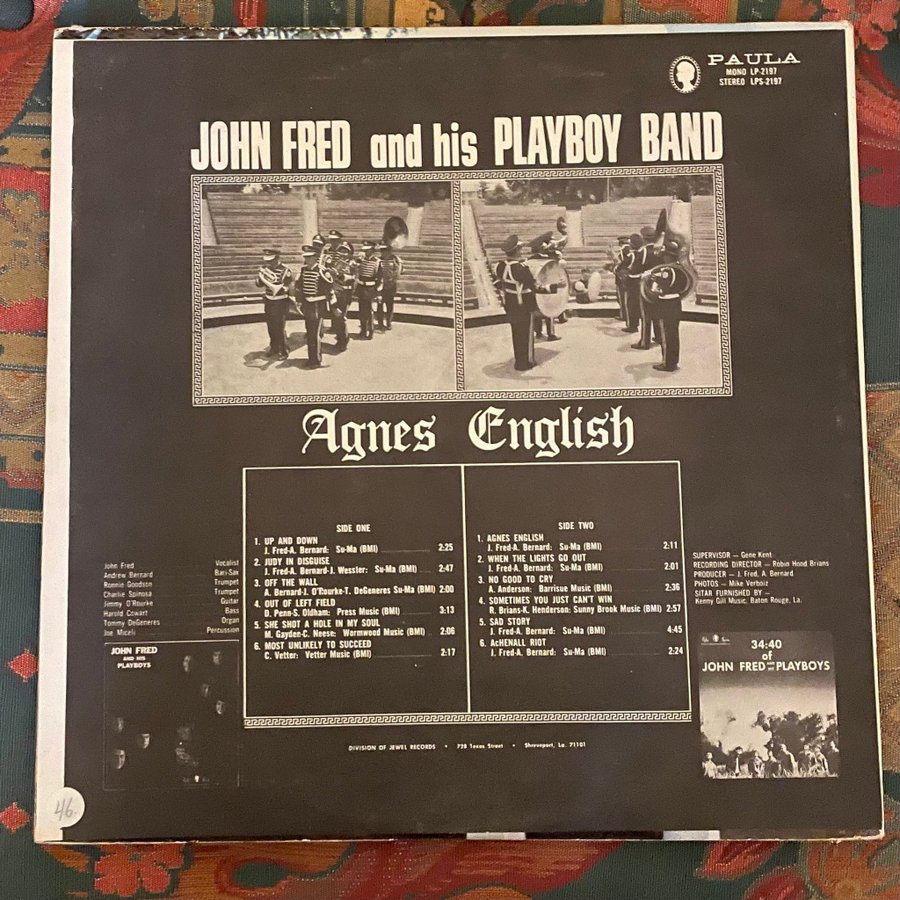 PAULA
MONO LP-2197
STEREO LPS-2197
JOHN FRED and his PLAYBOY BAND
Agnes English
SIDE ONE
1. UP AND DOWN
J. Fred-A. Bernard: Su-Ma (BMI) 2:25
2. JUDY IN DISGUISE
J. Fred-A. Bernard-J. Wessler: Su-Ma (BMI) 2:47
3. OFF THE WALL
A. Bernard-J. O'Rourke-T. DeGeneres Su-Ma (BMI) 2:00
4. OUT OF LEFT FIELD
D. Penn-S. Oldham: Press Music (BMI) 3:13
5. SHE SHOT A HOLE IN MY SOUL
M. Gayden-C. Neese: Wormwood Music (BMI) 2:06
6. MOST UNLIKELY TO SUCCEED
C. Vetter: Vetter Music (BMI) 2:17
SIDE TWO
1. AGNES ENGLISH
J. Fred-A. Bernard: Su-Ma (BMI) 2:11
2. WHEN THE LIGHTS GO OUT
J. Fred-A. Bernard: Su-Ma (BMI) 2:01
3. NO GOOD TO CRY
A. Anderson: Barrisue Music (BMI) 2:36
4. SOMETIMES YOU JUST CAN'T WIN
R. Brians-K. Henderson: Sunny Brook Music (BMI) 2:57
5. SAD STORY
J. Fred-A. Bernard: Su-Ma (BMI) 4:45
6. AcHENALL RIOT
J. Fred-A. Bernard: Su-Ma (BMI) 2:24
John Fred Vocalist
Andrew Bernard Bari-Sax
Ronnie Goodson Trumpet
Charlie Spinosa Trumpet
Jimmy O'Rourke Guitar
Harold Cowart Bass
Tommy DeGeneres Organ
Joe Miceli Percussion
SUPERVISOR — Gene Kent
RECORDING DIRECTOR — Robin Hood Brians
PRODUCER — J. Fred, A. Bernard
PHOTOS — Mike Verboiz
SITAR FURNISHED BY —
Kenny Gill Music, Baton Rouge, La.
JOHN FRED
AND HIS
PLAYBOYS
34:40
of
JOHN FRED AND HIS PLAYBOYS
DIVISION OF JEWEL RECORDS • 728 Texas Street • Shreveport, La. 71101
46.